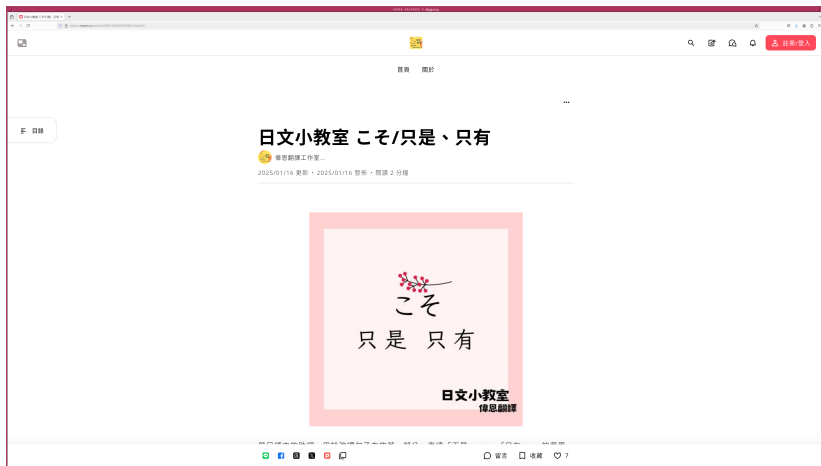 註冊/登入
首頁 關於
目錄
日文小教室 こそ/只是、只有
偉恩翻譯工作室...
2025/01/16 更新・2025/01/16 發佈・閱讀 2 分鐘
こそ
只是 只有
日文小教室
偉恩翻譯
留言 收藏 7